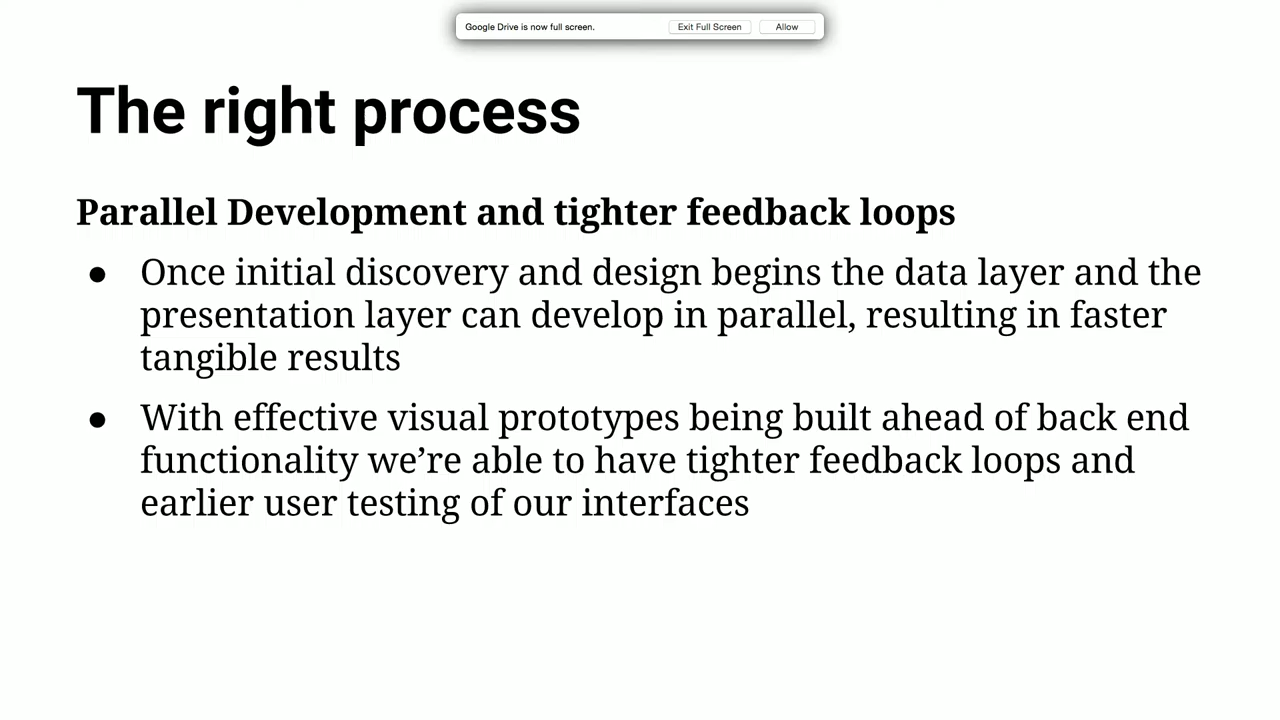 Google Drive is now full screen. Exit Full Screen Allow
The right process
Parallel Development and tighter feedback loops
● Once initial discovery and design begins the data layer and the
presentation layer can develop in parallel, resulting in faster
tangible results
● With effective visual prototypes being built ahead of back end
functionality we’re able to have tighter feedback loops and
earlier user testing of our interfaces